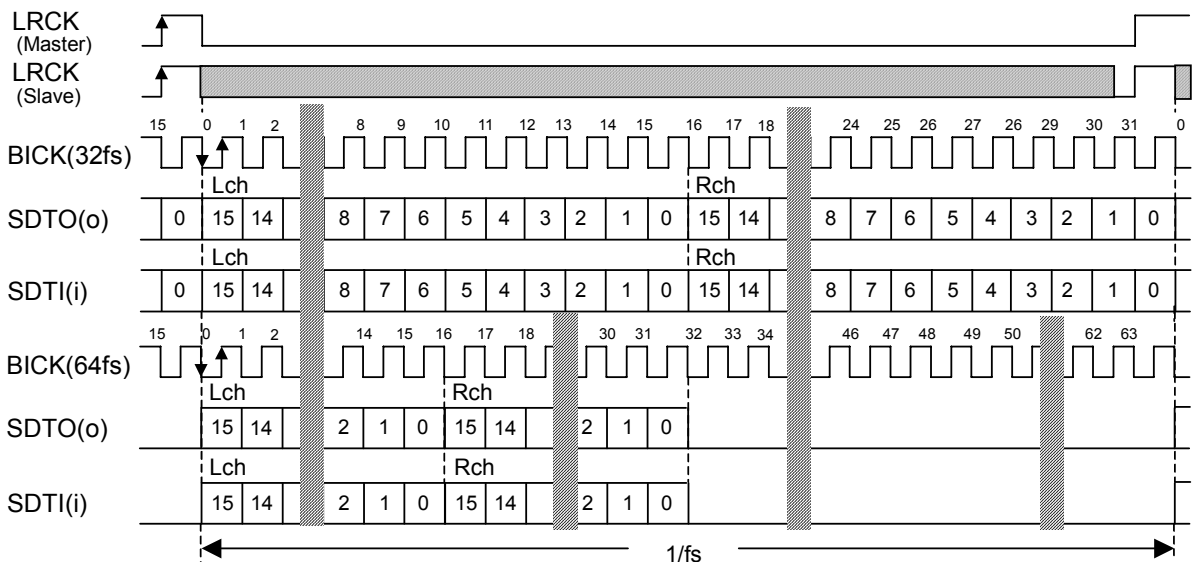 LRCK
(Master)
LRCK
(Slave)
15 0 1 2 8 9 10 11 12 13 14 15 16 17 18 24 25 26 27 26 29 30 31 0
BICK(32fs)
Lch Rch
SDTO(o) 0 15 14 8 7 6 5 4 3 2 1 0 15 14 8 7 6 5 4 3 2 1 0
Lch Rch
SDTI(i) 0 15 14 8 7 6 5 4 3 2 1 0 15 14 8 7 6 5 4 3 2 1 0
15 0 1 2 14 15 16 17 18 30 31 32 33 34 46 47 48 49 50 62 63
BICK(64fs)
Lch Rch
SDTO(o) 15 14 2 1 0 15 14 2 1 0
Lch Rch
SDTI(i) 15 14 2 1 0 15 14 2 1 0
1/fs